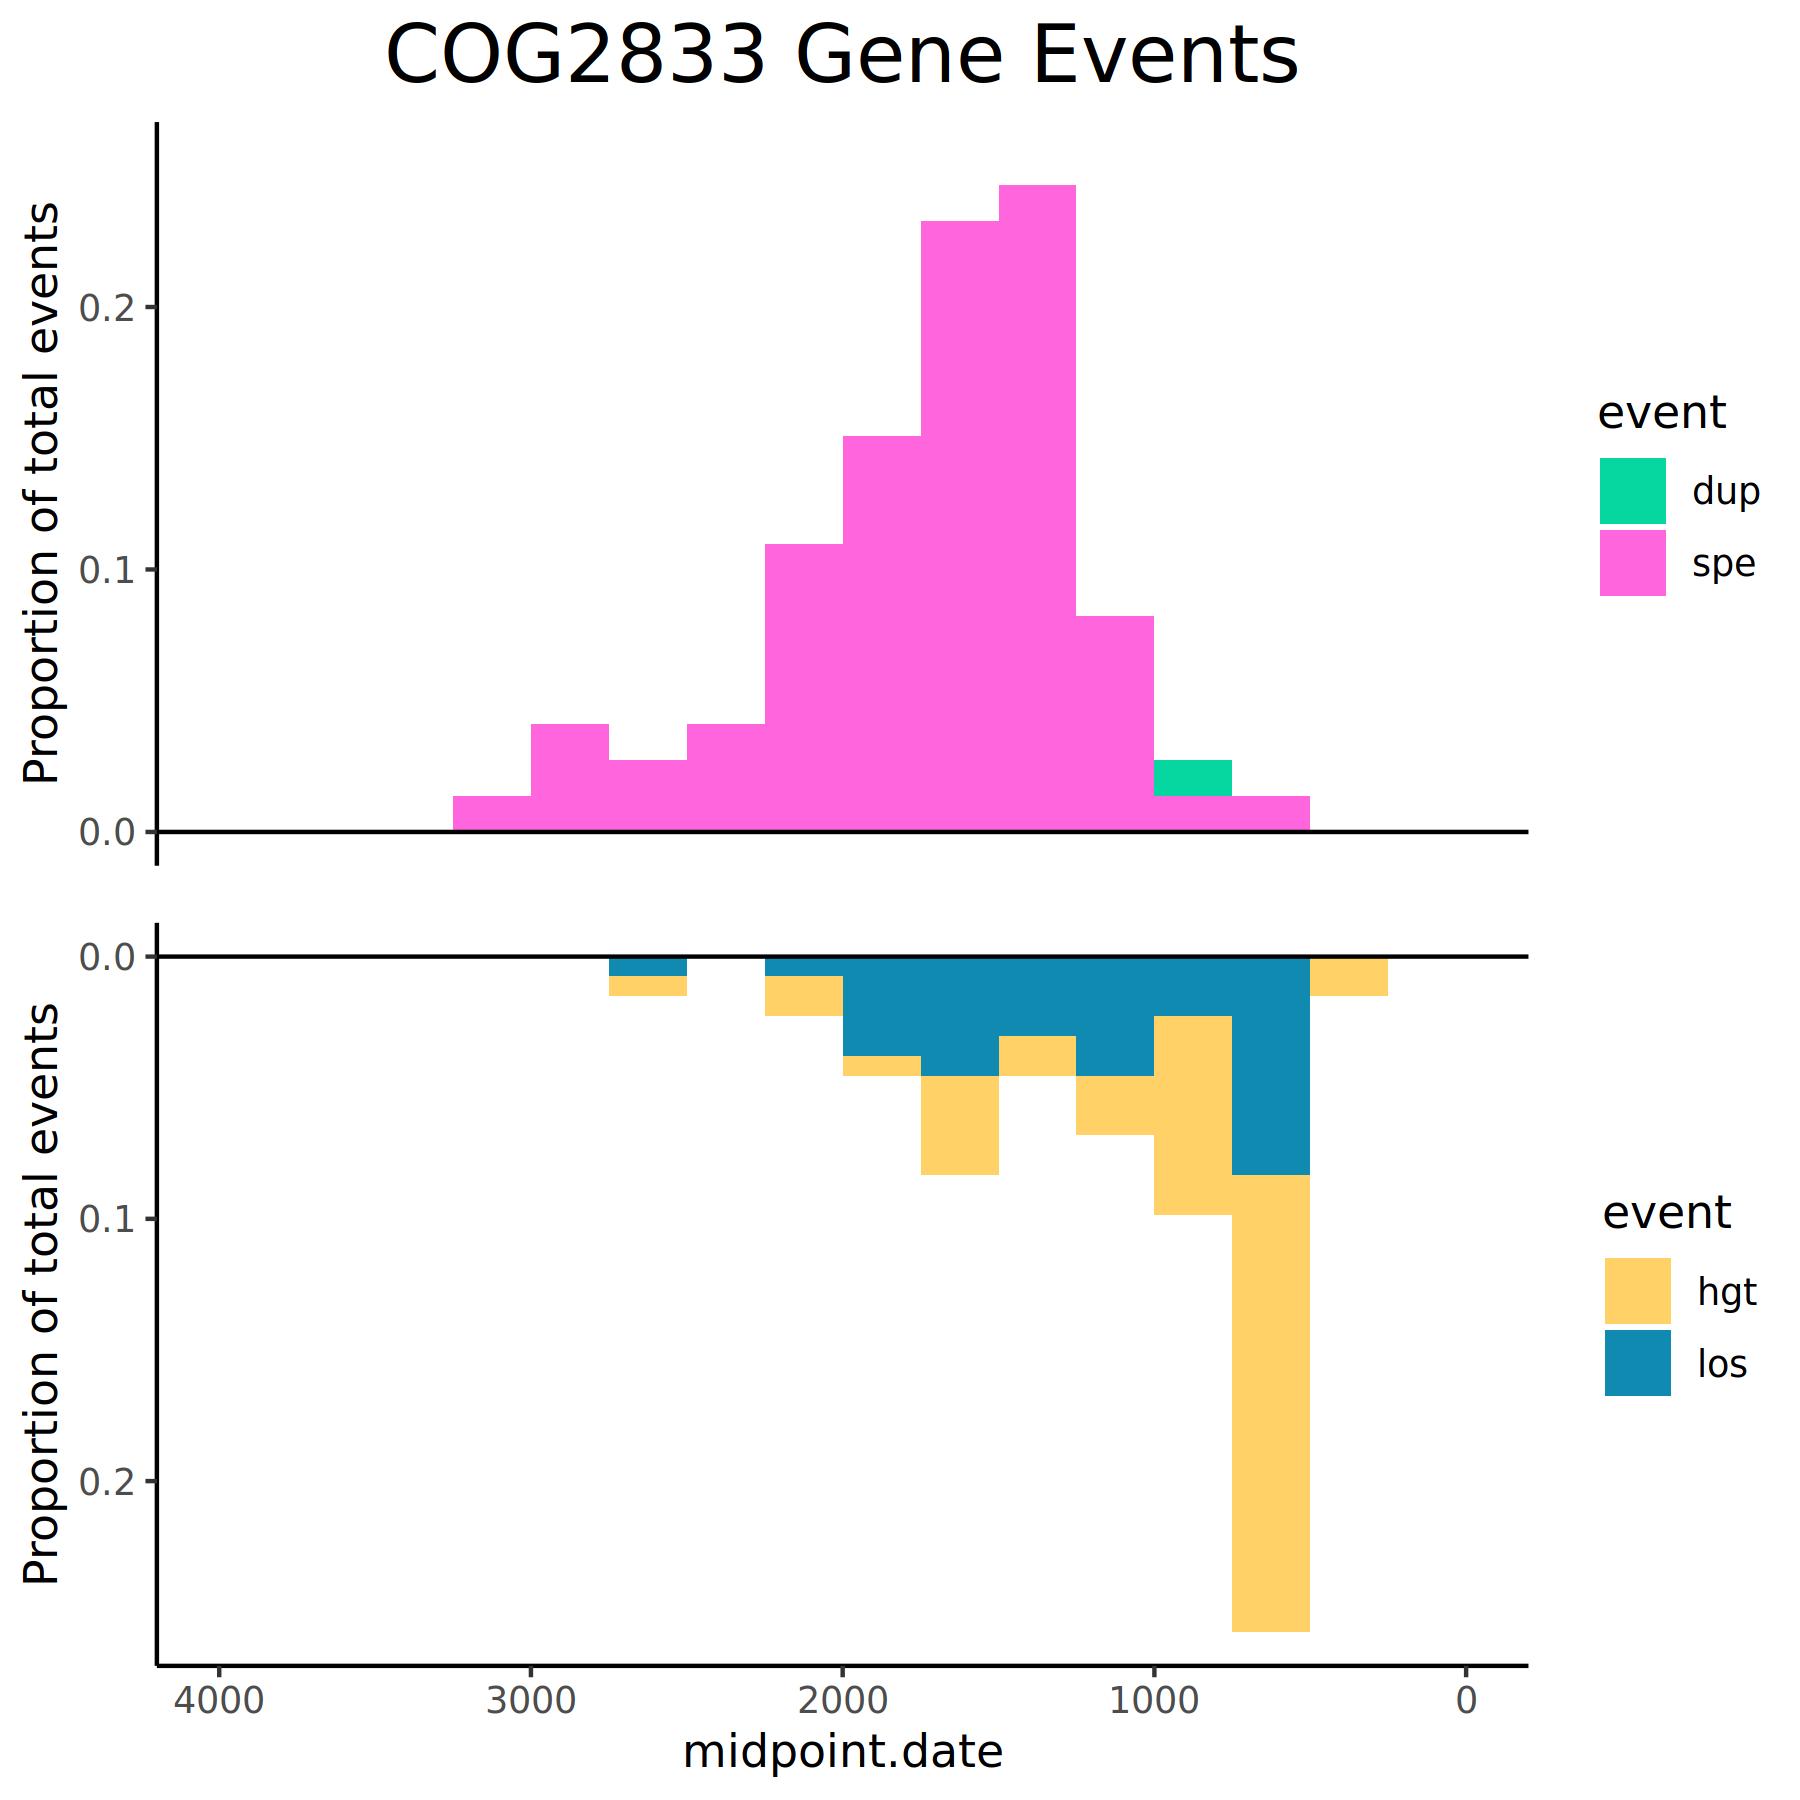 COG2833 Gene Events
Proportion of total events
0.2
0.1
0.0
event
dup
spe
Proportion of total events
0.0
0.1
0.2
event
hgt
los
4000 3000 2000 1000 0
midpoint.date